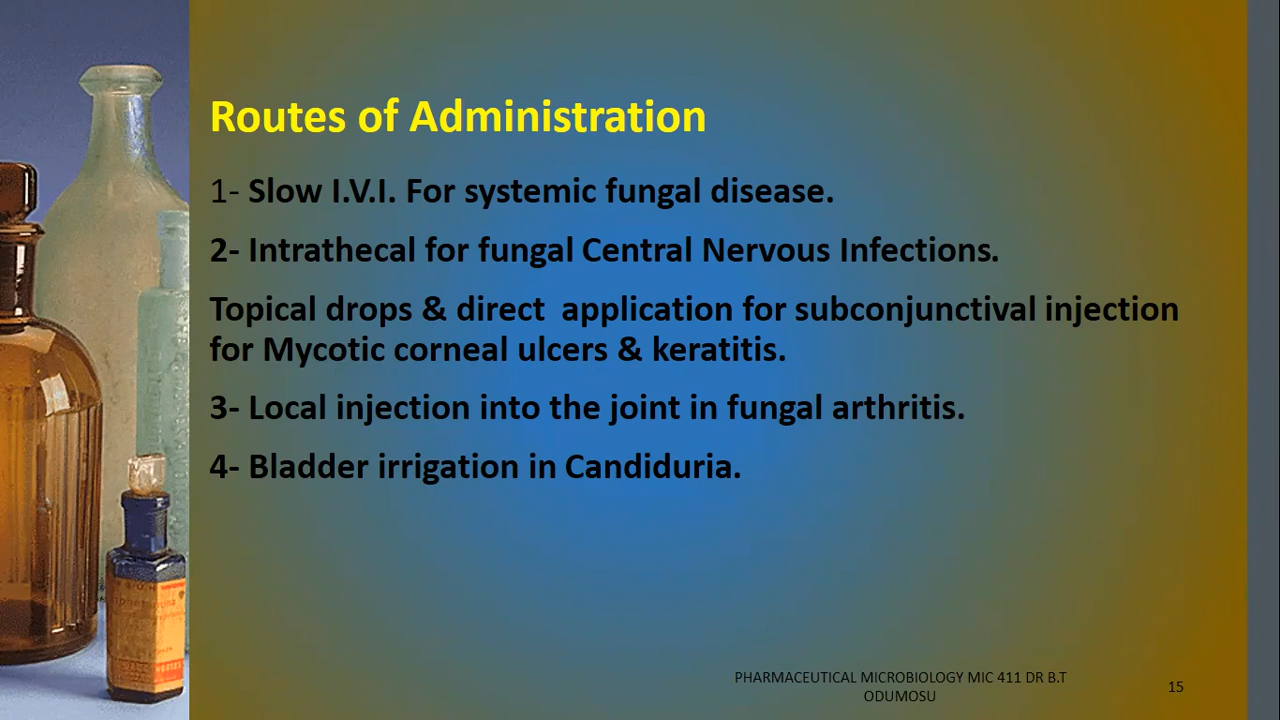 Routes of Administration
1- Slow I.V.I. For systemic fungal disease.
2- Intrathecal for fungal Central Nervous Infections.
Topical drops & direct  application for subconjunctival injection
for Mycotic corneal ulcers & keratitis.
3- Local injection into the joint in fungal arthritis.
4- Bladder irrigation in Candiduria.
PHARMACEUTICAL MICROBIOLOGY MIC 411 DR B.T
ODUMOSU
15